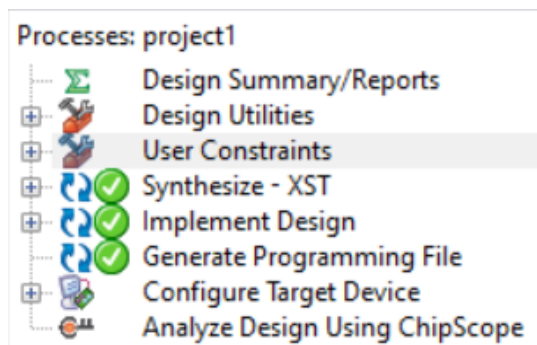 Processes: project1
Design Summary/Reports
Design Utilities
User Constraints
Synthesize - XST
Implement Design
Generate Programming File
Configure Target Device
Analyze Design Using ChipScope